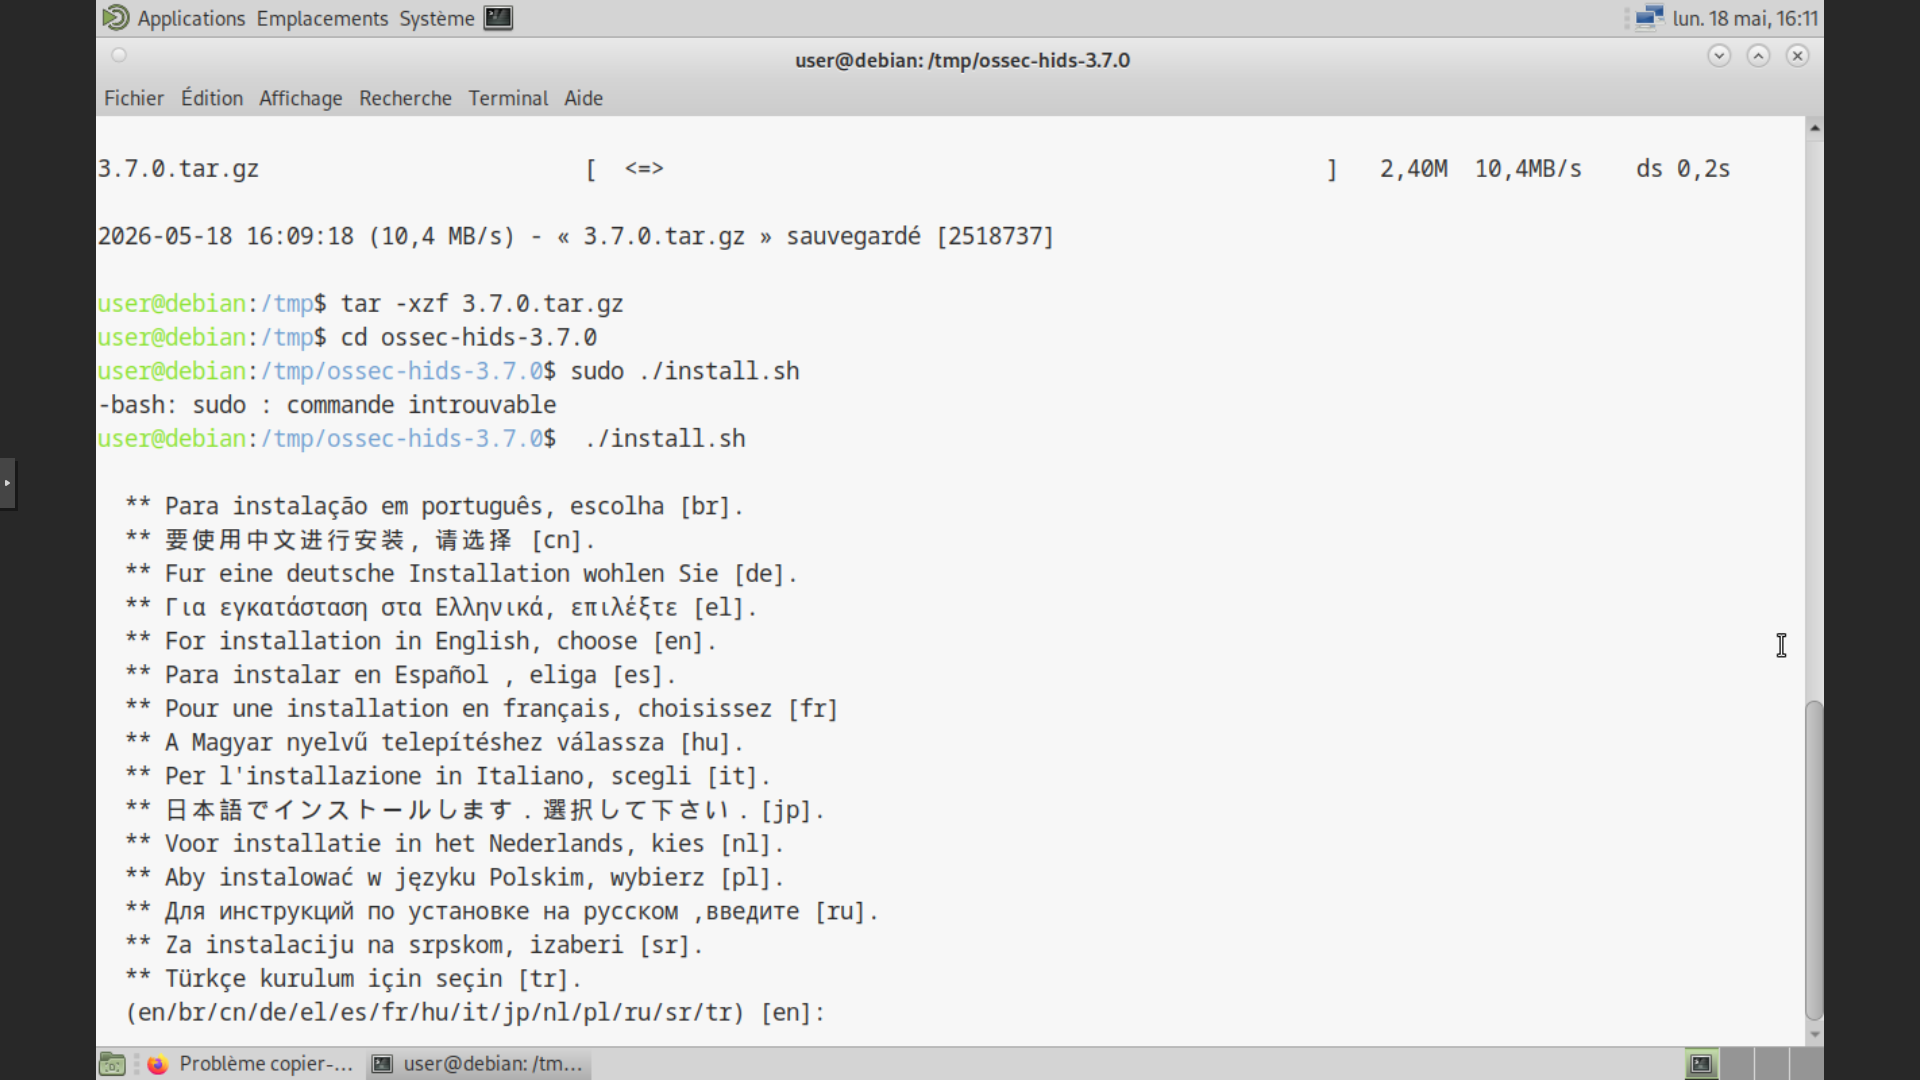 Applications Emplacements Système lun. 18 mai, 16:11
user@debian: /tmp/ossec-hids-3.7.0
Fichier Édition Affichage Recherche Terminal Aide
3.7.0.tar.gz [ <=> ] 2,40M 10,4MB/s ds 0,2s
2026-05-18 16:09:18 (10,4 MB/s) - « 3.7.0.tar.gz » sauvegardé [2518737]
user@debian:/tmp$ tar -xzf 3.7.0.tar.gz
user@debian:/tmp$ cd ossec-hids-3.7.0
user@debian:/tmp/ossec-hids-3.7.0$ sudo ./install.sh
-bash: sudo : commande introuvable
user@debian:/tmp/ossec-hids-3.7.0$  ./install.sh
** Para instalação em português, escolha [br].
** 要使用中文进行安装, 请选择 [cn].
** Fur eine deutsche Installation wohlen Sie [de].
** Για εγκατάσταση στα Ελληνικά, επιλέξτε [el].
** For installation in English, choose [en].
** Para instalar en Español , eliga [es].
** Pour une installation en français, choisissez [fr]
** A Magyar nyelvű telepítéshez válassza [hu].
** Per l'installazione in Italiano, scegli [it].
** 日本語でインストールします．選択して下さい．[jp].
** Voor installatie in het Nederlands, kies [nl].
** Aby instalować w języku Polskim, wybierz [pl].
** Для инструкций по установке на русском ,введите [ru].
** Za instalaciju na srpskom, izaberi [sr].
** Türkçe kurulum için seçin [tr].
(en/br/cn/de/el/es/fr/hu/it/jp/nl/pl/ru/sr/tr) [en]:
Problème copier-... user@debian: /tm...